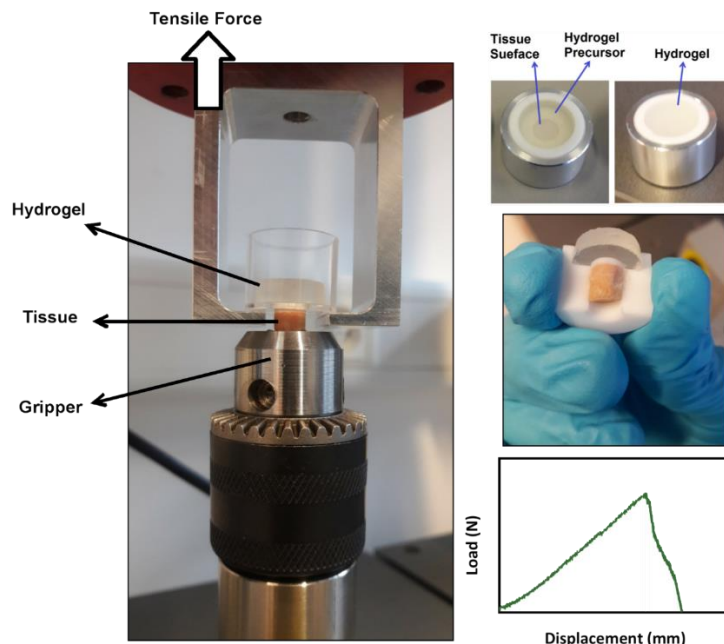 Tensile Force
Hydrogel
Tissue
Gripper
Tissue
Sueface
Hydrogel
Precursor
Hydrogel
Load (N)
Displacement (mm)